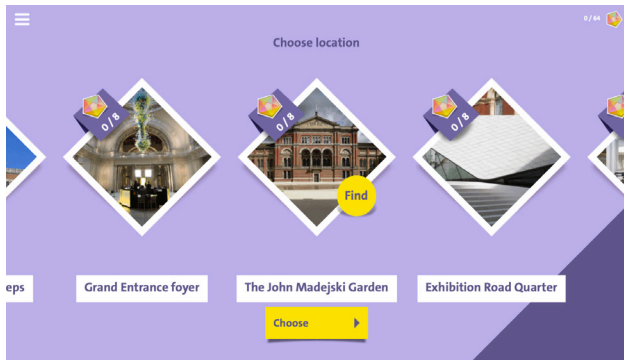 0 / 64
Choose location
0 / 8
0 / 8
0 / 8
Find
eps
Grand Entrance foyer
The John Madejski Garden
Exhibition Road Quarter
Choose